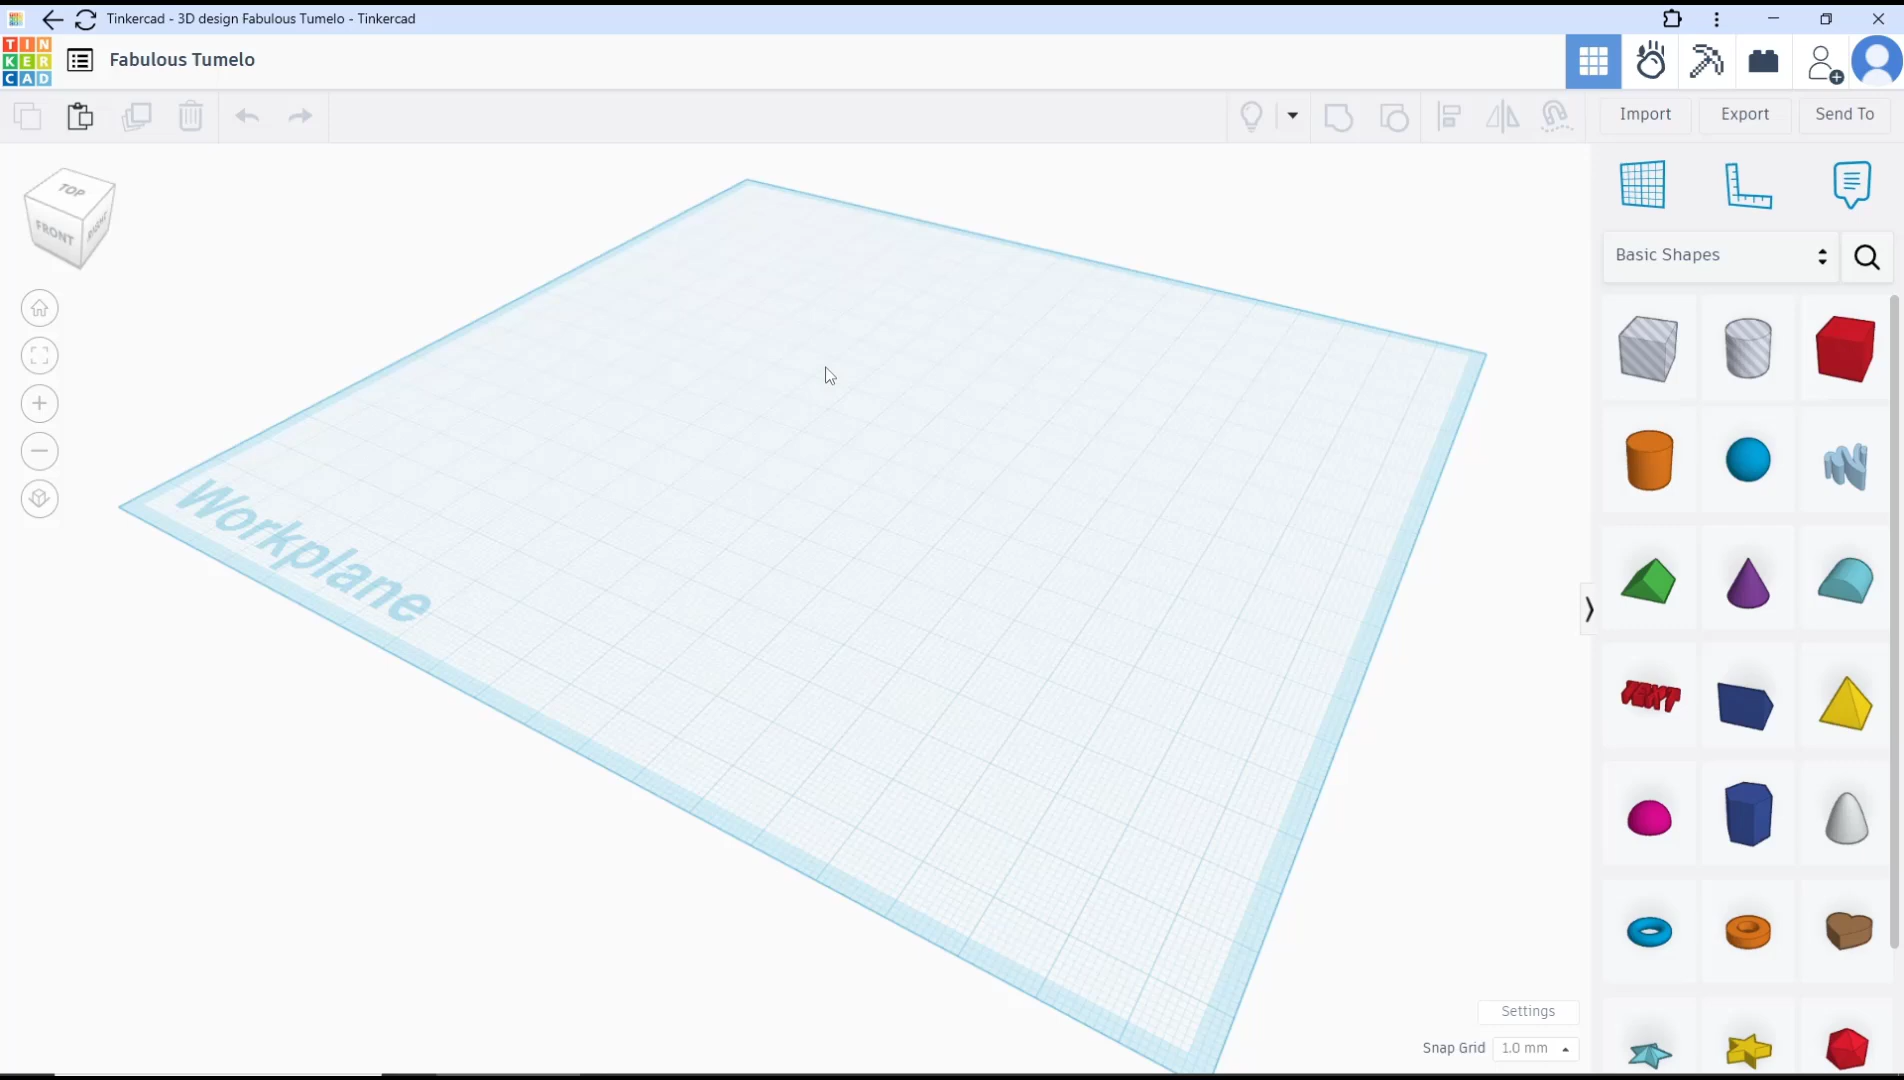 Tinkercad - 3D design Fabulous Tumelo - Tinkercad
TIN
KER
CAD
Fabulous Tumelo
Import
Export
Send To
TOP
FRONT
RIGHT
Basic Shapes
Workplane
TEXT
Settings
Snap Grid
1.0 mm